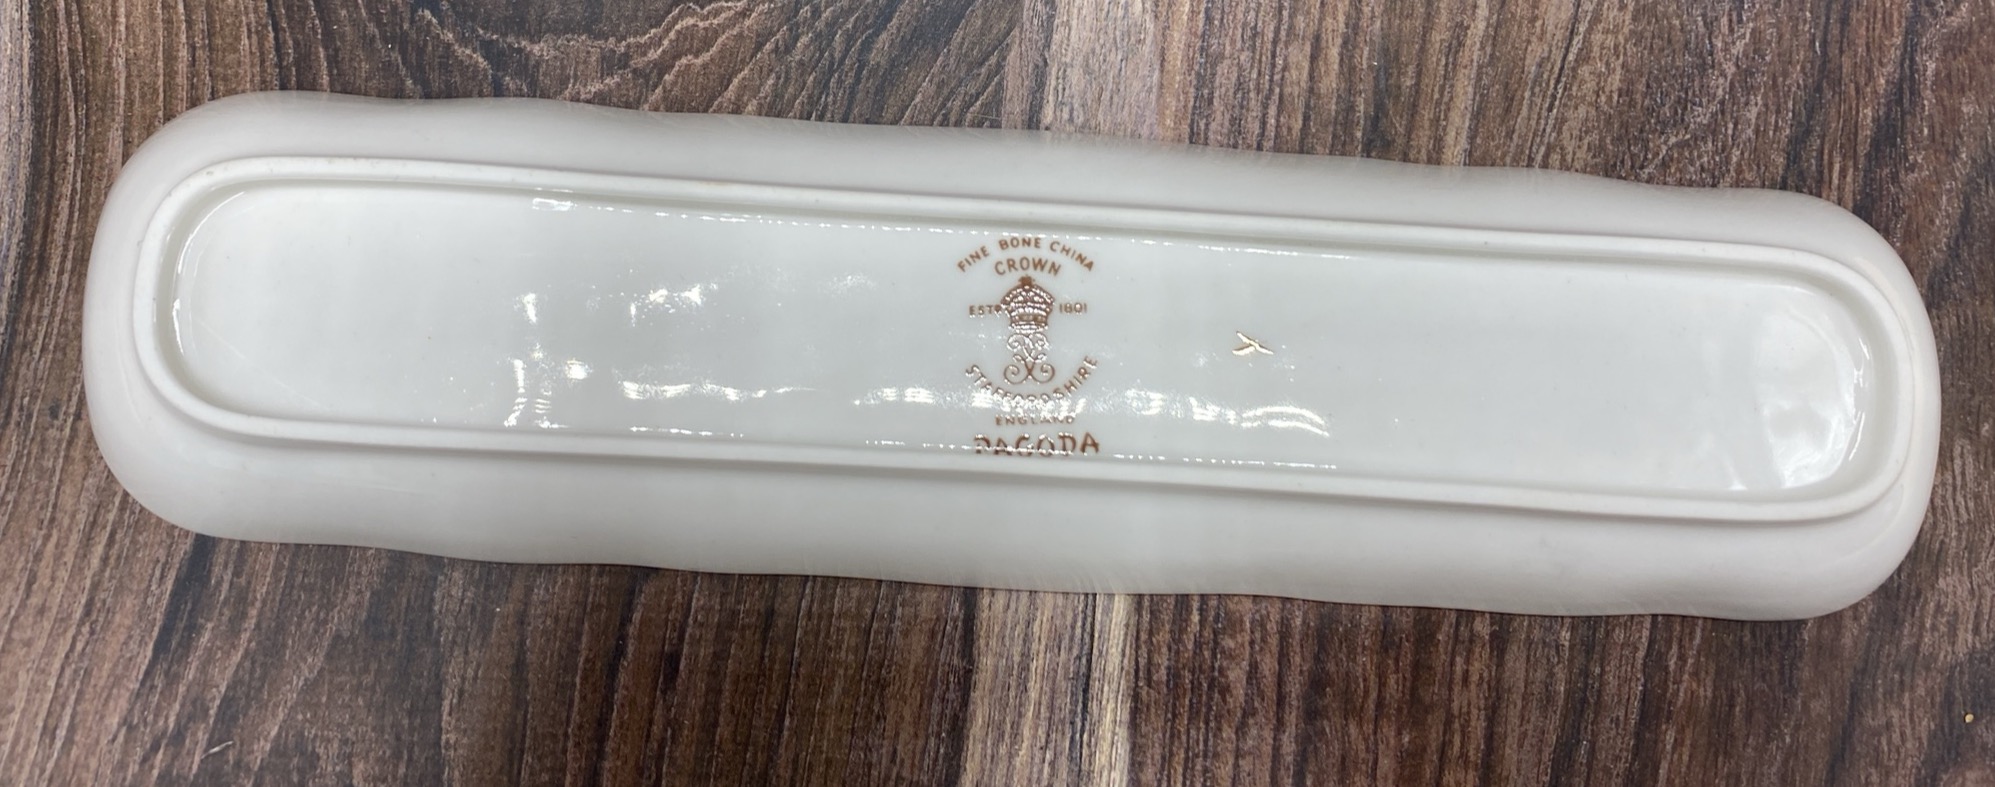 FINE BONE CHINA
CROWN
ESTD 1801
STAFFORDSHIRE
ENGLAND
PAGODA